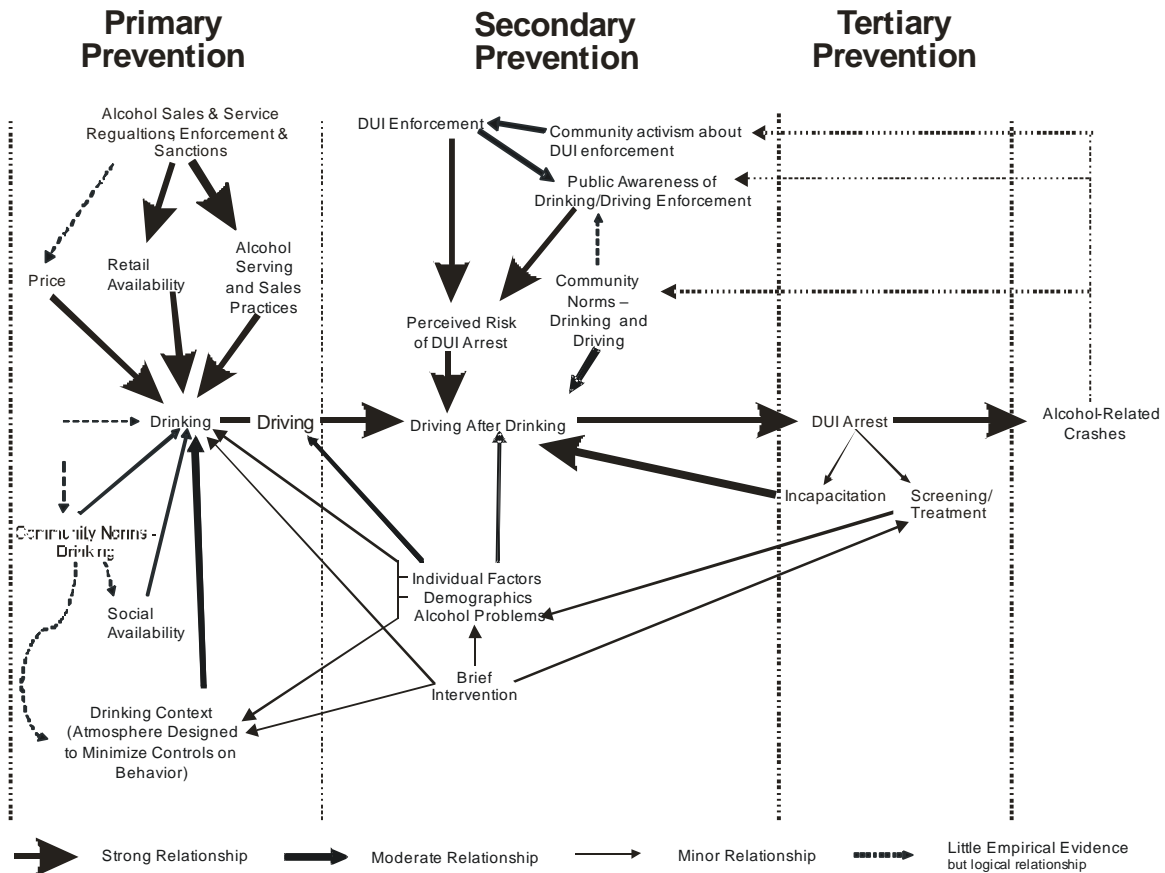 Primary
Prevention
Secondary
Prevention
Tertiary
Prevention
Alcohol Sales & Service
Regualtions Enforcement &
Sanctions
Price
Retail
Availability
Alcohol
Serving
and Sales
Practices
DUI Enforcement
Community activism about
DUI enforcement
Public Awareness of
Drinking/Driving Enforcement
Community
Norms –
Drinking and
Driving
Perceived Risk
of DUI Arrest
Drinking
Driving
Driving After Drinking
DUI Arrest
Alcohol-Related
Crashes
Incapacitation
Screening/
Treatment
Community Norms -
Drinking
Social
Availability
Individual Factors
Demographics
Alcohol Problems
Brief
Intervention
Drinking Context
(Atmosphere Designed
to Minimize Controls on
Behavior)
Strong Relationship
Moderate Relationship
Minor Relationship
Little Empirical Evidence
but logical relationship